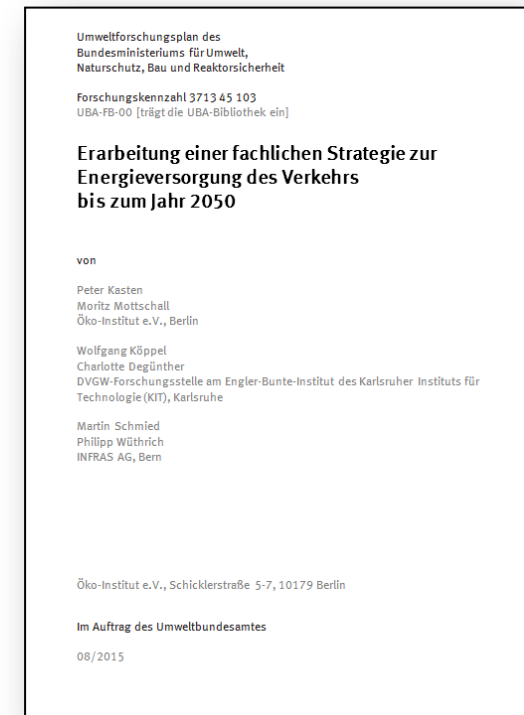 Umweltforschungsplan des
Bundesministeriums für Umwelt,
Naturschutz, Bau und Reaktorsicherheit
Forschungskennzahl 3713 45 103
UBA-FB-00 [trägt die UBA-Bibliothek ein]
Erarbeitung einer fachlichen Strategie zur
Energieversorgung des Verkehrs
bis zum Jahr 2050
von
Peter Kasten
Moritz Mottschall
Öko-Institut e.V., Berlin
Wolfgang Köppel
Charlotte Degünther
DVGW-Forschungsstelle am Engler-Bunte-Institut des Karlsruher Instituts für
Technologie (KIT), Karlsruhe
Martin Schmied
Philipp Wüthrich
INFRAS AG, Bern
Öko-Institut e.V., Schicklerstraße 5-7, 10179 Berlin
Im Auftrag des Umweltbundesamtes
08/2015